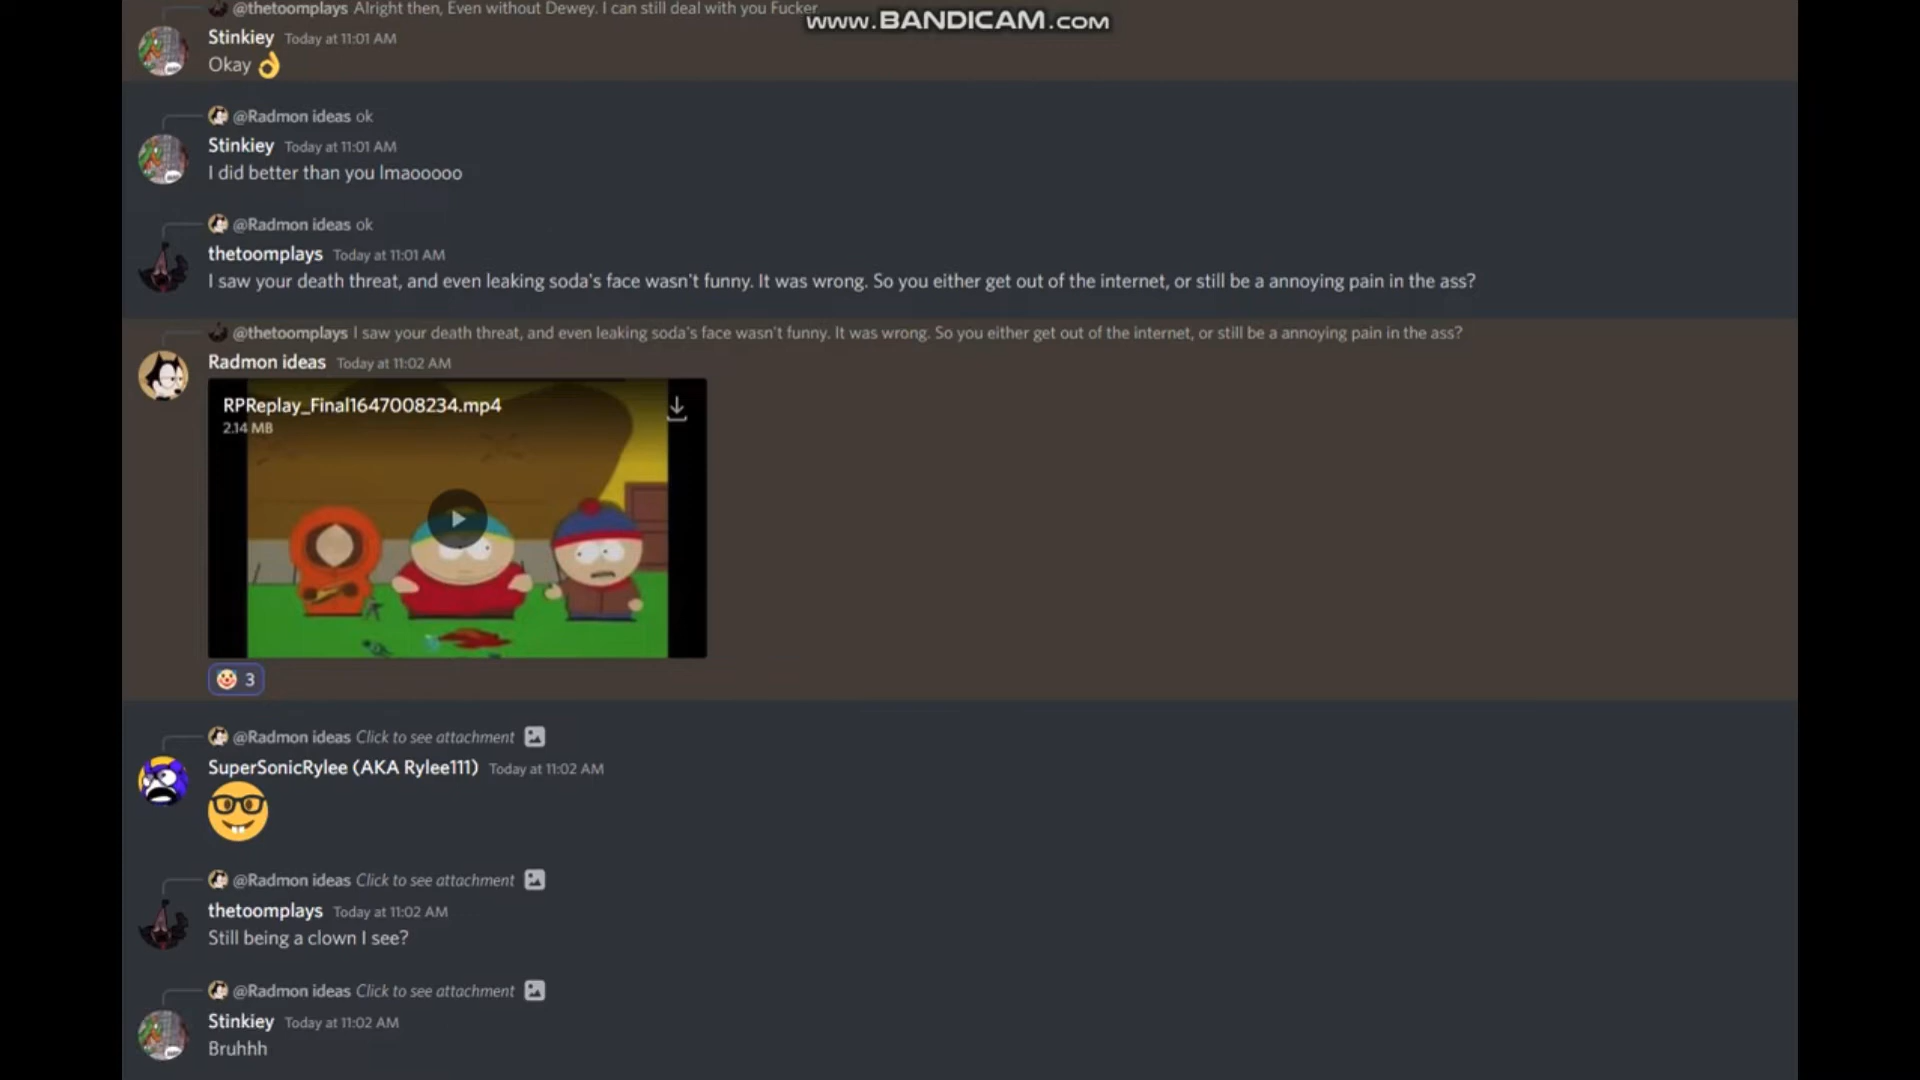 @thetoomplays Alright then, Even without Dewey. I can still deal with you Fucker.
www.BANDICAM.com
Stinkiey Today at 11:01 AM
Okay
@Radmon ideas ok
Stinkiey Today at 11:01 AM
I did better than you lmaooooo
@Radmon ideas ok
thetoomplays Today at 11:01 AM
I saw your death threat, and even leaking soda's face wasn't funny. It was wrong. So you either get out of the internet, or still be a annoying pain in the ass?
@thetoomplays I saw your death threat, and even leaking soda's face wasn't funny. It was wrong. So you either get out of the internet, or still be a annoying pain in the ass?
Radmon ideas Today at 11:02 AM
RPReplay_Final1647008234.mp4
2.14 MB
3
@Radmon ideas Click to see attachment
SuperSonicRylee (AKA Rylee111) Today at 11:02 AM
@Radmon ideas Click to see attachment
thetoomplays Today at 11:02 AM
Still being a clown I see?
@Radmon ideas Click to see attachment
Stinkiey Today at 11:02 AM
Bruhhh